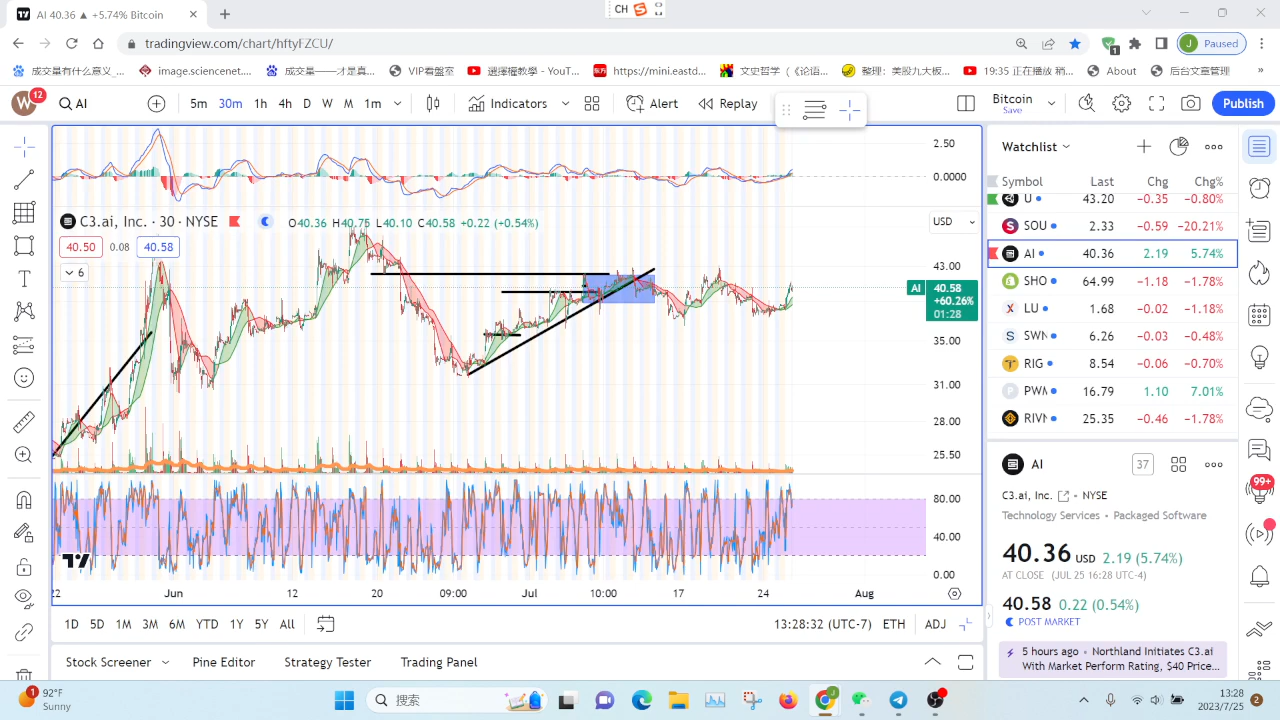 AI 40.36 ▲ +5.74% Bitcoin
CH
tradingview.com/chart/hftyFZCU/
1
J Paused
成交量有什么意义_...
image.sciencenet....
成交量——才是真...
VIP看盤室
選擇權教學 - YouT...
https://mini.eastd...
文史哲学（《论语...
整理：美股九大板...
19:35 正在播放 稍...
About
后台文章管理
»
W 12
AI
5m 30m 1h 4h D W M 1m
Indicators
Alert
Replay
Bitcoin
Save
Publish
2.50
0.0000
C3.ai, Inc. · 30 · NYSE
O40.36 H40.75 L40.10 C40.58 +0.22 (+0.54%)
USD
40.50 0.08 40.58
6
43.00
AI 40.58
+60.26%
01:28
35.00
31.00
28.00
25.50
80.00
40.00
0.00
22 Jun 12 20 09:00 Jul 10:00 17 24 Aug
1D 5D 1M 3M 6M YTD 1Y 5Y All
13:28:32 (UTC-7) ETH ADJ
Stock Screener
Pine Editor
Strategy Tester
Trading Panel
Watchlist
Symbol Last Chg Chg%
U 43.20 −0.35 −0.80%
SOU 2.33 −0.59 −20.21%
AI 40.36 2.19 5.74%
SHO 64.99 −1.18 −1.78%
LU 1.68 −0.02 −1.18%
SWN 6.26 −0.03 −0.48%
RIG 8.54 −0.06 −0.70%
PWM 16.79 1.10 7.01%
RIVN 25.35 −0.46 −1.78%
AI
37
C3.ai, Inc. • NYSE
Technology Services • Packaged Software
40.36 USD 2.19 (5.74%)
AT CLOSE (JUL 25 16:28 UTC-4)
40.58 0.22 (0.54%)
POST MARKET
5 hours ago • Northland Initiates C3.ai
With Market Perform Rating, $40 Price...
99+
1
92°F
Sunny
搜索
13:28
2023/7/25
2